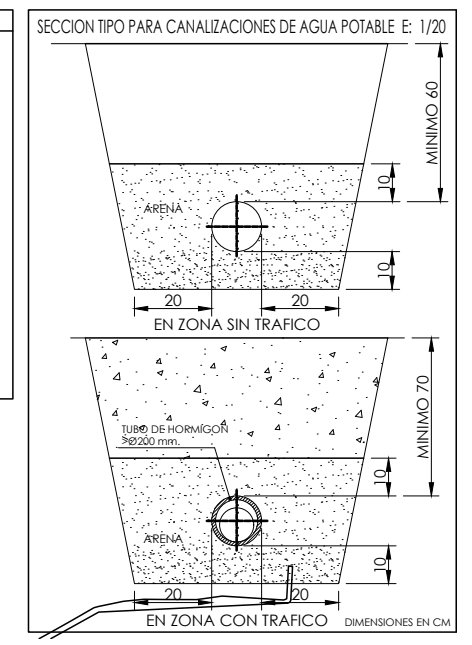 SECCION TIPO PARA CANALIZACIONES DE AGUA POTABLE E: 1/20
MINIMO 60
10
ARENA
10
20 20
EN ZONA SIN TRAFICO
MINIMO 70
TUBO DE HORMIGON
>Ø200 mm.
10
ARENA
10
20 20
EN ZONA CON TRAFICO
DIMENSIONES EN CM